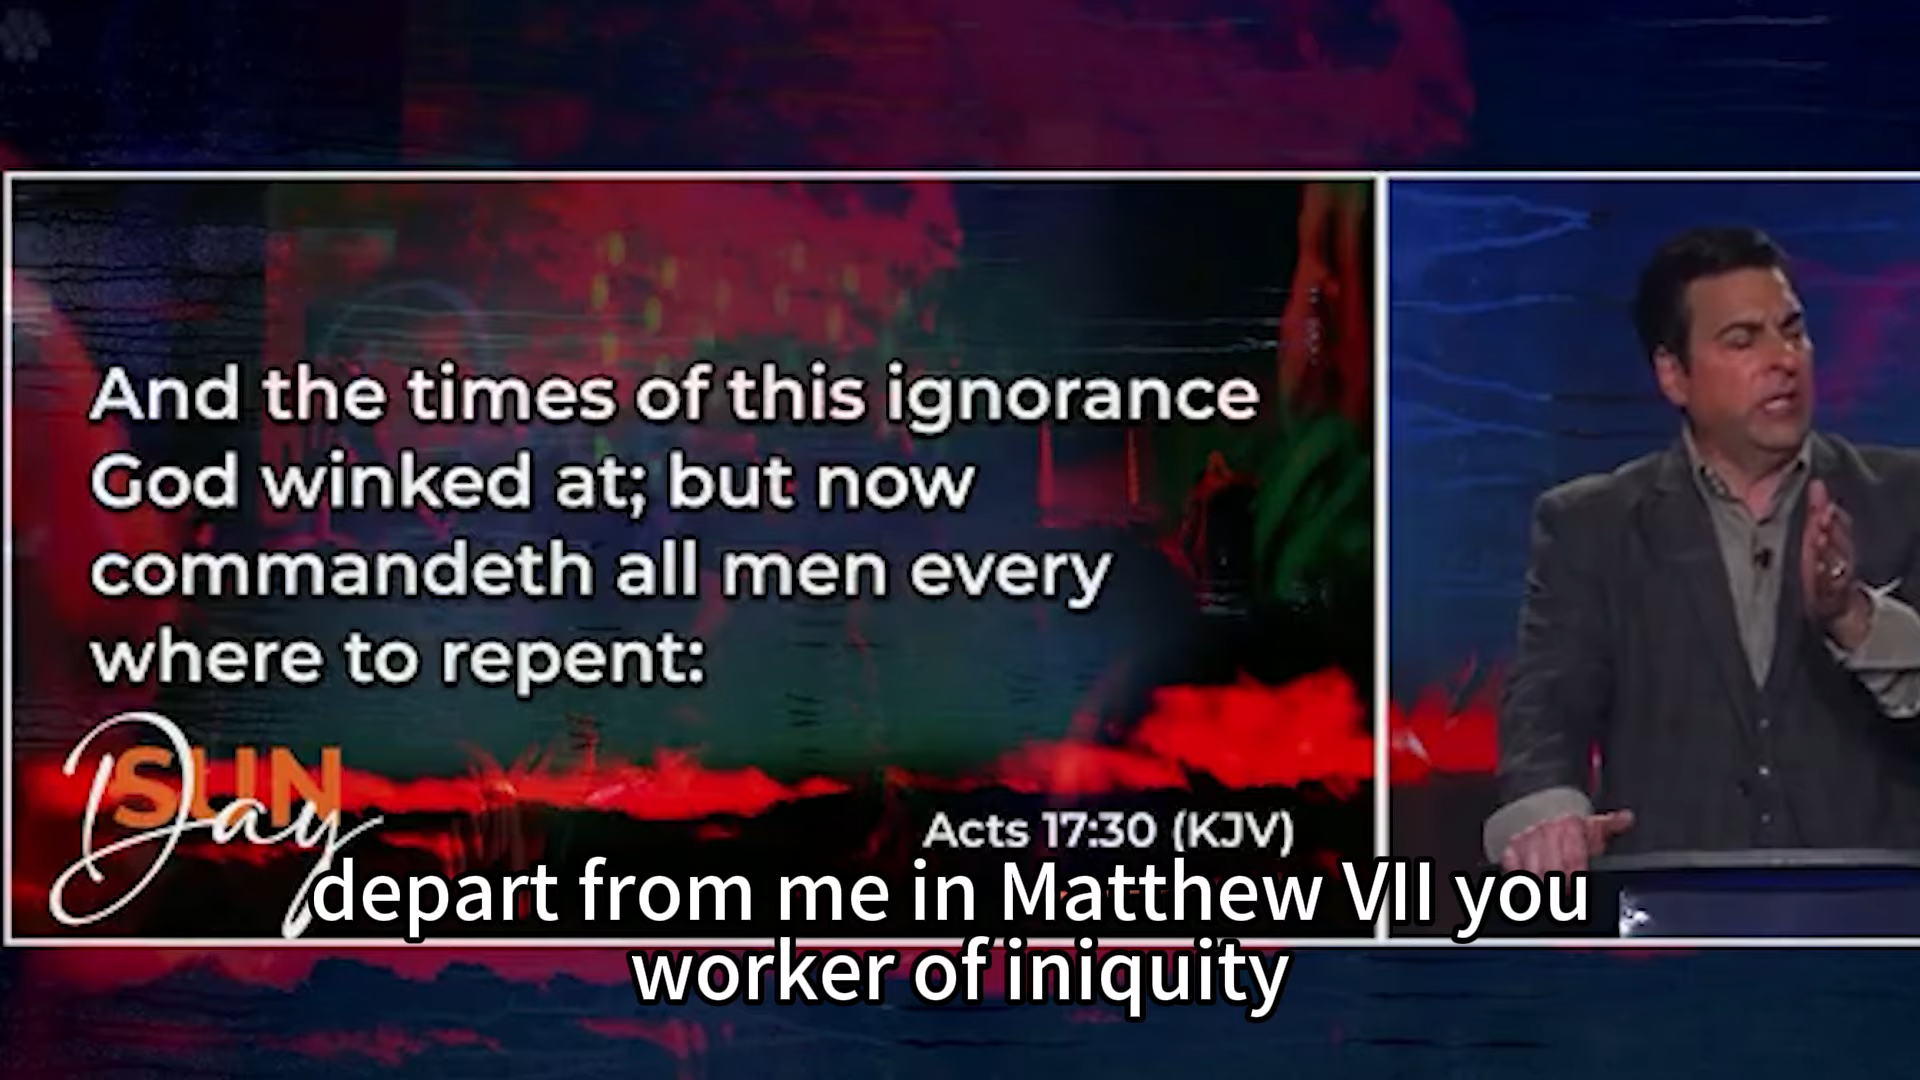 And the times of this ignorance
God winked at; but now
commandeth all men every
where to repent:
SUN
Day
Acts 17:30 (KJV)
depart from me in Matthew VII you
worker of iniquity